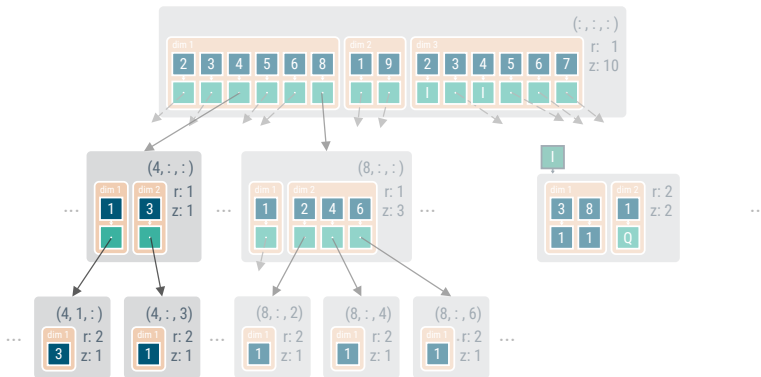 (:,:,:)
dim 1 dim 2 dim 3
2 3 4 5 6 8 1 9 2 3 4 5 6 7
r: 1
z: 10
· · · · · · · · I · I · · ·
I
(4,:,:)
dim 1 dim 2
1 3
r: 1
z: 1
· ·
(8,:,:)
dim 1 dim 2
1 2 4 6
r: 1
z: 3
· · · ·
dim 1 dim 2
3 8 1
1 1 Q
r: 2
z: 2
... ... ... ..
(4,1,:)
dim 1
3
r: 2
z: 1
(4,:,3)
dim 1
1
r: 2
z: 1
(8,:,2)
dim 1
1
r: 2
z: 1
(8,:,4)
dim 1
1
r: 2
z: 1
(8,:,6)
dim 1
1
r: 2
z: 1
... ... ...